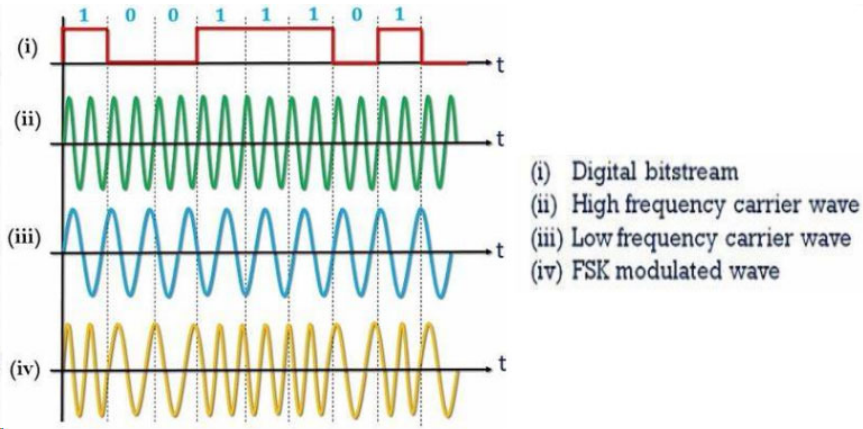 1 0 0 1 1 1 0 1
(i) t
(ii) t
(iii) t
(iv) t
(i) Digital bitstream
(ii) High frequency carrier wave
(iii) Low frequency carrier wave
(iv) FSK modulated wave